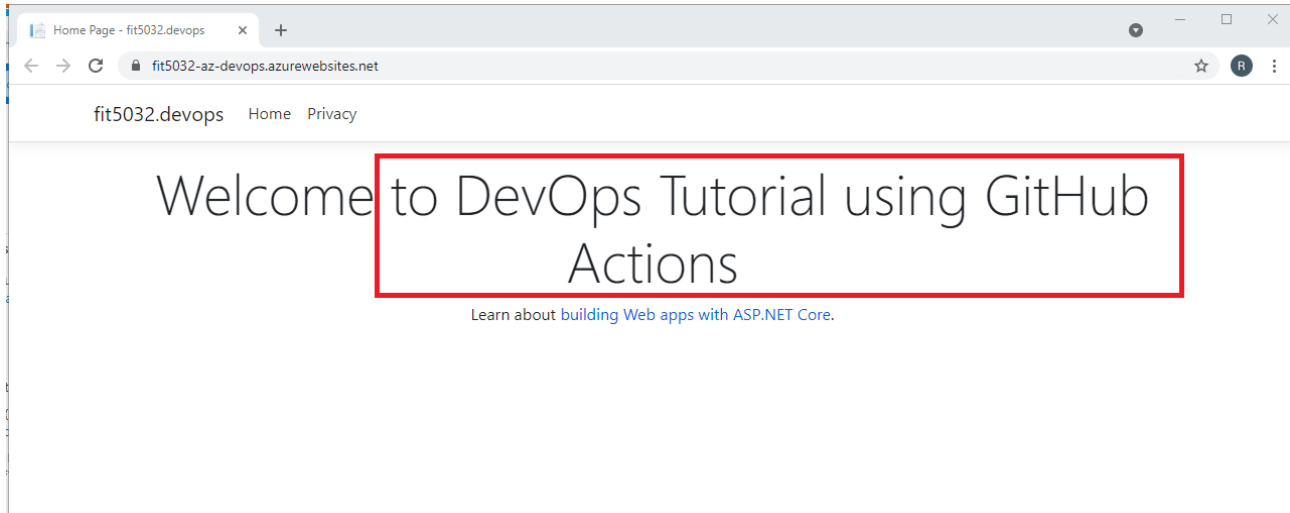 Home Page - fit5032.devops
fit5032-az-devops.azurewebsites.net
R
fit5032.devops Home Privacy
Welcome to DevOps Tutorial using GitHub
Actions
Learn about building Web apps with ASP.NET Core.